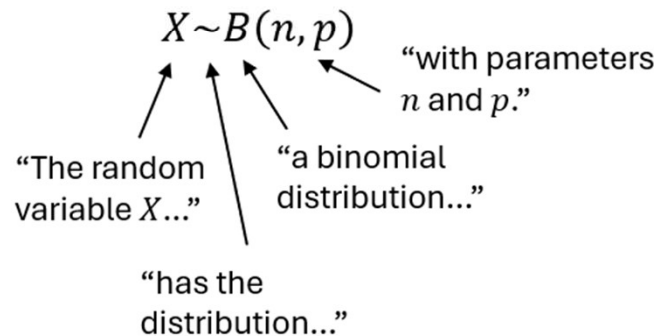 X~B(n,p)
“with parameters
n and p.”
“The random
variable X...”
“a binomial
distribution...”
“has the
distribution...”